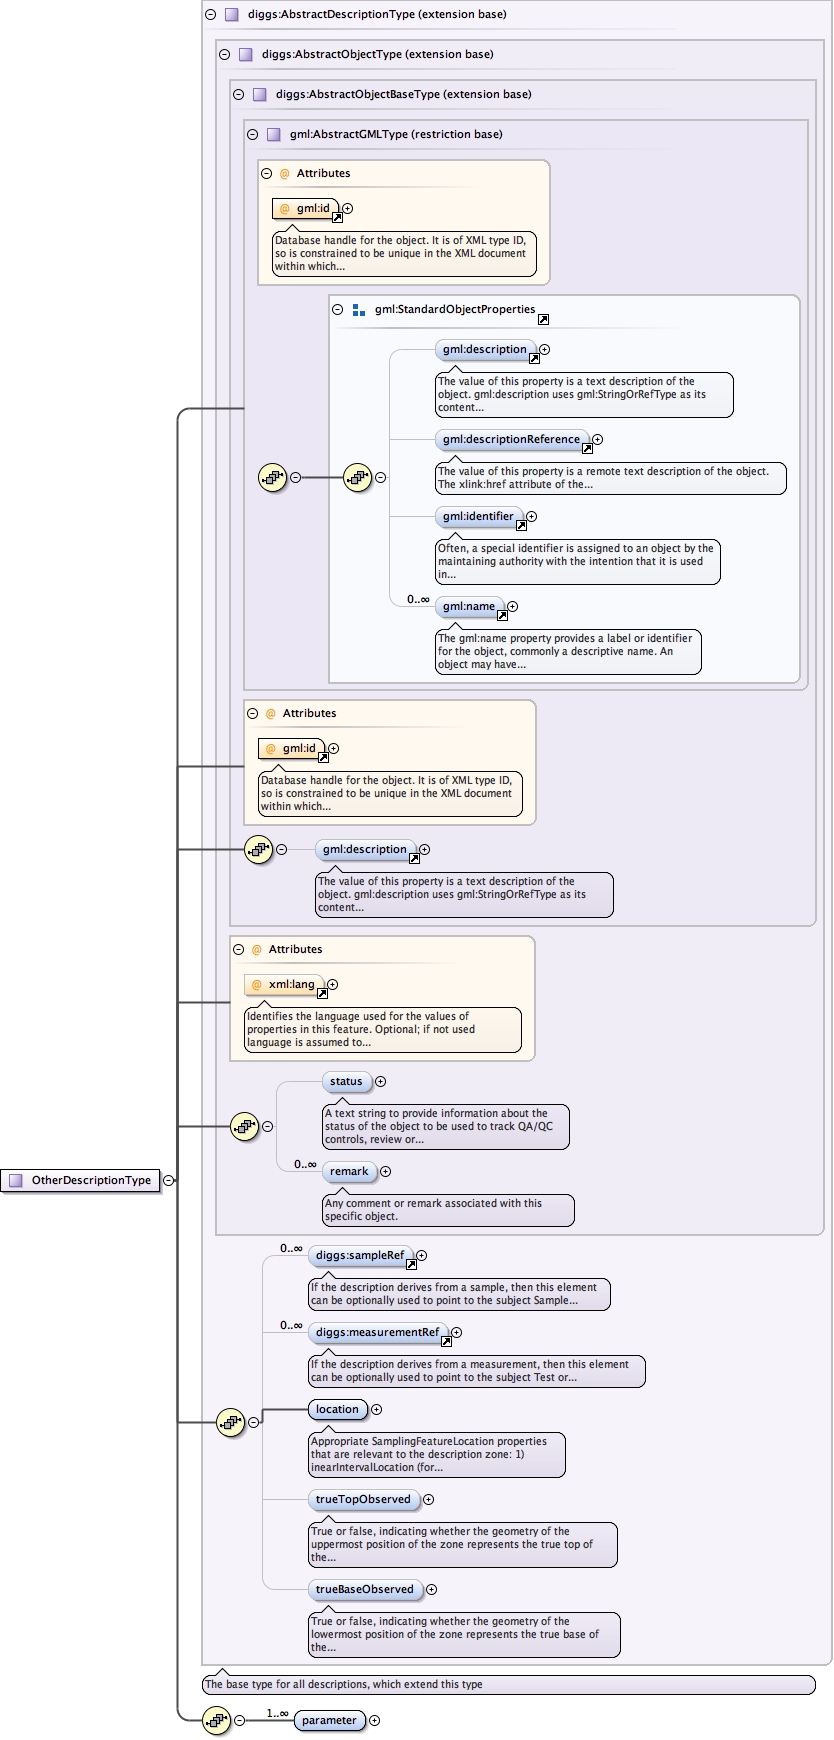 diggs:AbstractDescriptionType (extension base)
diggs:AbstractObjectType (extension base)
diggs:AbstractObjectBaseType (extension base)
gml:AbstractGMLType (restriction base)
@ Attributes
@ gml:id
Database handle for the object. It is of XML type ID,
so is constrained to be unique in the XML document
within which...
gml:StandardObjectProperties
gml:description
The value of this property is a text description of the
object. gml:description uses gml:StringOrRefType as its
content...
gml:descriptionReference
The value of this property is a remote text description of the object.
The xlink:href attribute of the...
gml:identifier
Often, a special identifier is assigned to an object by the
maintaining authority with the intention that it is used
in...
0..∞ gml:name
The gml:name property provides a label or identifier
for the object, commonly a descriptive name. An
object may have...
@ Attributes
@ gml:id
Database handle for the object. It is of XML type ID,
so is constrained to be unique in the XML document
within which...
gml:description
The value of this property is a text description of the
object. gml:description uses gml:StringOrRefType as its
content...
@ Attributes
@ xml:lang
Identifies the language used for the values of
properties in this feature. Optional; if not used
language is assumed to...
status
A text string to provide information about the
status of the object to be used to track QA/QC
controls, review or...
0..∞ remark
Any comment or remark associated with this
specific object.
OtherDescriptionType
0..∞ diggs:sampleRef
If the description derives from a sample, then this element
can be optionally used to point to the subject Sample...
0..∞ diggs:measurementRef
If the description derives from a measurement, then this element
can be optionally used to point to the subject Test or...
location
Appropriate SamplingFeatureLocation properties
that are relevant to the description zone: 1)
inearIntervalLocation (for...
trueTopObserved
True or false, indicating whether the geometry of the
uppermost position of the zone represents the true top of
the...
trueBaseObserved
True or false, indicating whether the geometry of the
lowermost position of the zone represents the true base of
the...
The base type for all descriptions, which extend this type
1..∞ parameter